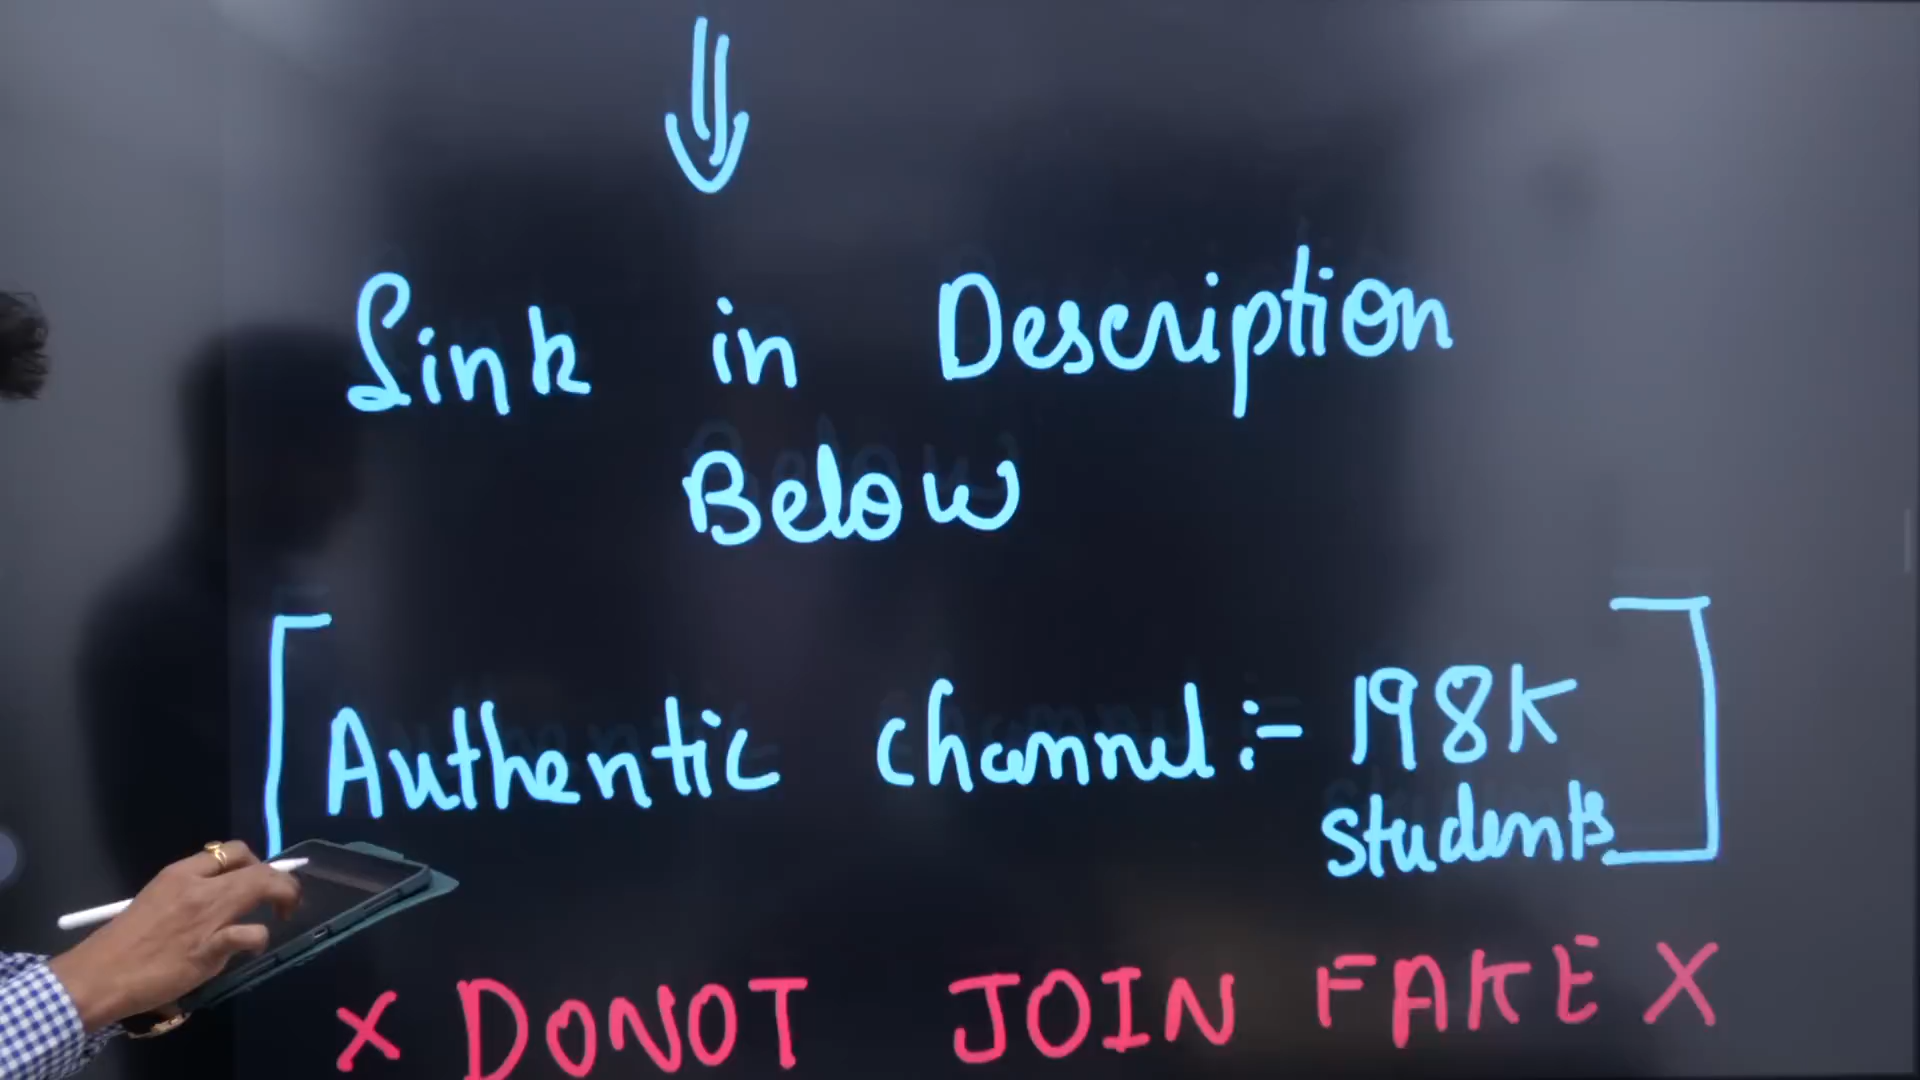 Link in Description
Below
Authentic channel :- 198K
students
x DONOT JOIN FAKE X